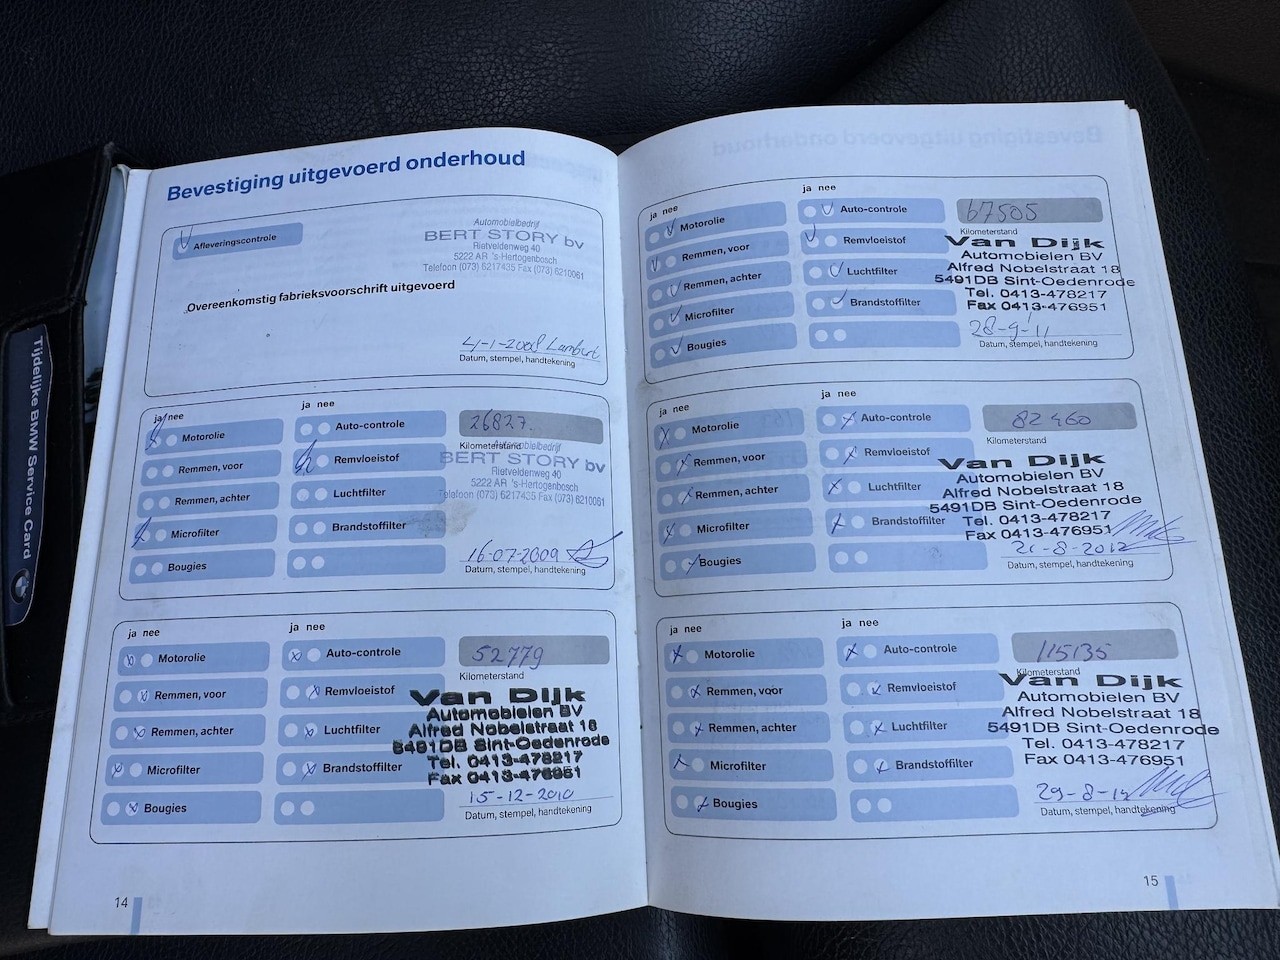 Tijdelijke BMW Service Card
Bevestiging uitgevoerd onderhoud
Afleveringscontrole
Automobielbedrijf
BERT STORY bv
Rietveldenweg 40
5222 AR 's-Hertogenbosch
Telefoon (073) 6217435 Fax (073) 6210061
Overeenkomstig fabrieksvoorschrift uitgevoerd
4-1-2008 Lambert
Datum, stempel, handtekening
ja nee
Motorolie
Remmen, voor
Remmen, achter
Microfilter
Bougies
ja nee
Auto-controle
Remvloeistof
Luchtfilter
Brandstoffilter
26827.
Kilometerstand
Automobielbedrijf
BERT STORY bv
Rietveldenweg 40
5222 AR 's-Hertogenbosch
Telefoon (073) 6217435 Fax (073) 6210061
16-07-2009
Datum, stempel, handtekening
ja nee
Motorolie
Remmen, voor
Remmen, achter
Microfilter
Bougies
ja nee
Auto-controle
Remvloeistof
Luchtfilter
Brandstoffilter
52779
Kilometerstand
Van Dijk
Automobielen BV
Alfred Nobelstraat 18
5491DB Sint-Oedenrode
Tel. 0413-478217
Fax 0413-476951
15-12-2010
Datum, stempel, handtekening
14
ja nee
Motorolie
Remmen, voor
Remmen, achter
Microfilter
Bougies
ja nee
Auto-controle
Remvloeistof
Luchtfilter
Brandstoffilter
67505
Kilometerstand
Van Dijk
Automobielen BV
Alfred Nobelstraat 18
5491DB Sint-Oedenrode
Tel. 0413-478217
Fax 0413-476951
28-9-11
Datum, stempel, handtekening
ja nee
Motorolie
Remmen, voor
Remmen, achter
Microfilter
Bougies
ja nee
Auto-controle
Remvloeistof
Luchtfilter
Brandstoffilter
82460
Kilometerstand
Van Dijk
Automobielen BV
Alfred Nobelstraat 18
5491DB Sint-Oedenrode
Tel. 0413-478217
Fax 0413-476951
21-8-2012
Datum, stempel, handtekening
ja nee
Motorolie
Remmen, voor
Remmen, achter
Microfilter
Bougies
ja nee
Auto-controle
Remvloeistof
Luchtfilter
Brandstoffilter
115135
Kilometerstand
Van Dijk
Automobielen BV
Alfred Nobelstraat 18
5491DB Sint-Oedenrode
Tel. 0413-478217
Fax 0413-476951
29-8-14
Datum, stempel, handtekening
15